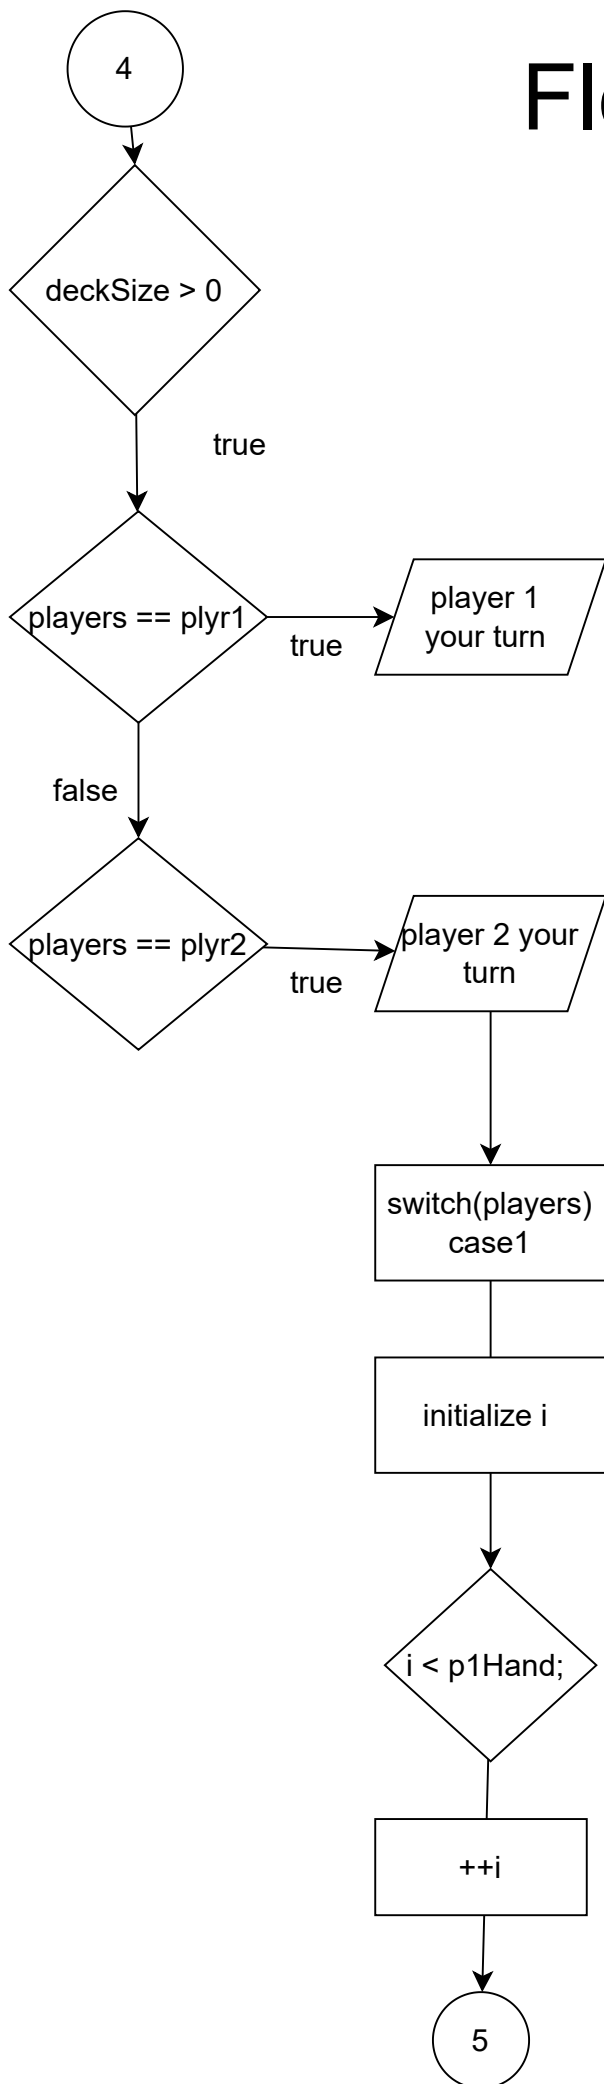 4
deckSize > 0
true
players == plyr1
true
player 1
your turn
false
players == plyr2
true
player 2 your
turn
switch(players)
case1
initialize i
i < p1Hand;
++i
5